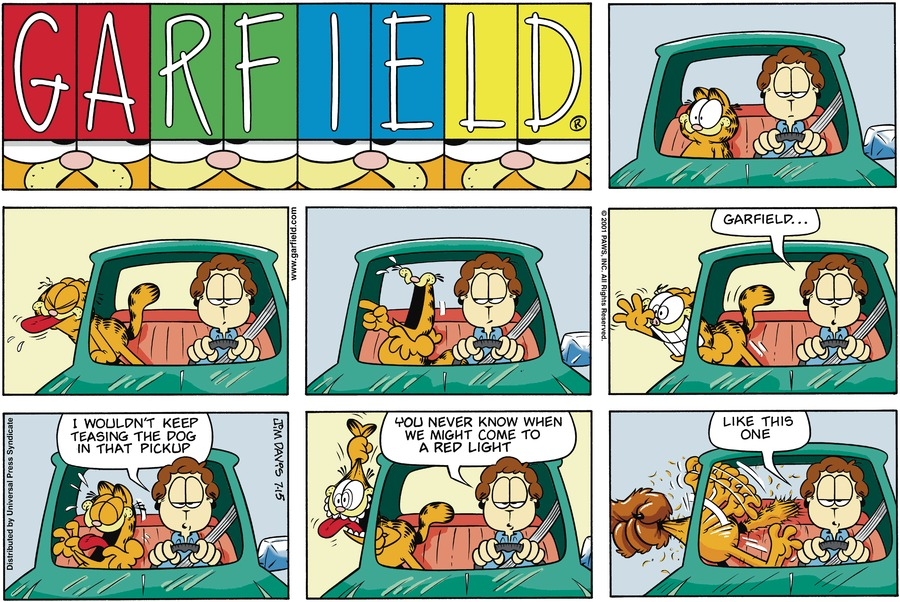 GARFIELD®
www.garfield.com
© 2001 PAWS, INC. All Rights Reserved.
GARFIELD...
Distributed by Universal Press Syndicate
I WOULDN'T KEEP
TEASING THE DOG
IN THAT PICKUP
JIM DAVIS 7-15
YOU NEVER KNOW WHEN
WE MIGHT COME TO
A RED LIGHT
LIKE THIS
ONE